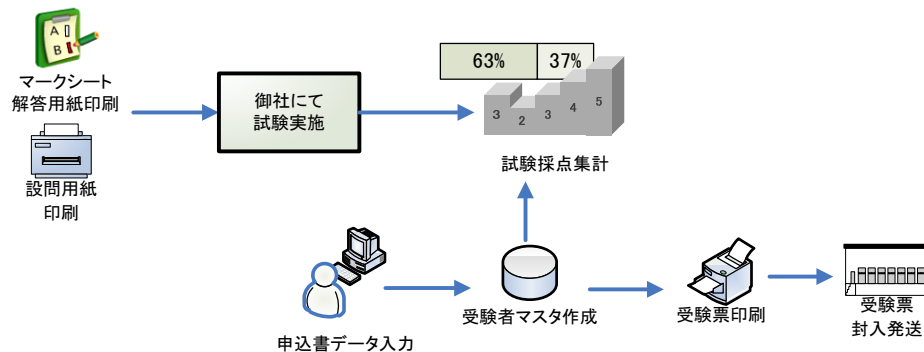 A
B
マークシート
解答用紙印刷
設問用紙
印刷
御社にて
試験実施
63% 37%
3 2 3 4 5
試験採点集計
申込書データ入力
受験者マスタ作成
受験票印刷
受験票
封入発送